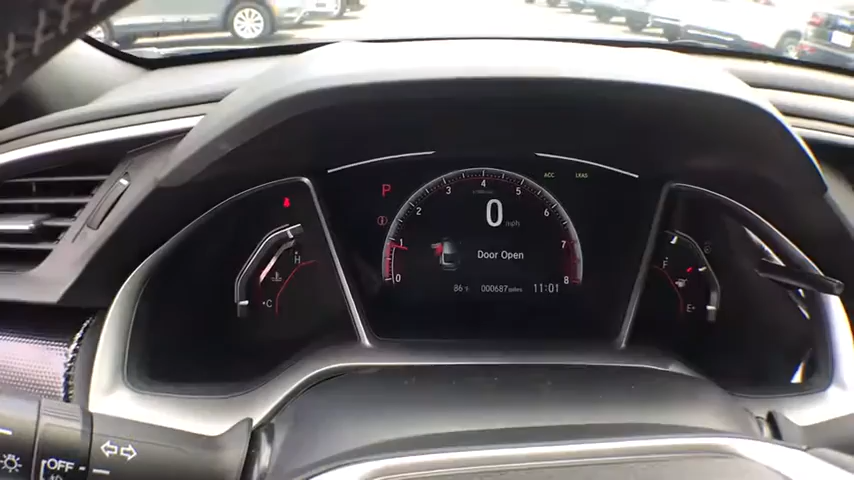 P
ACC LEAD
1 2 3 4 5 6 7 8
0 mph
Door Open
0
86°F 000687 miles 11:01
H
C
F
E
OFF